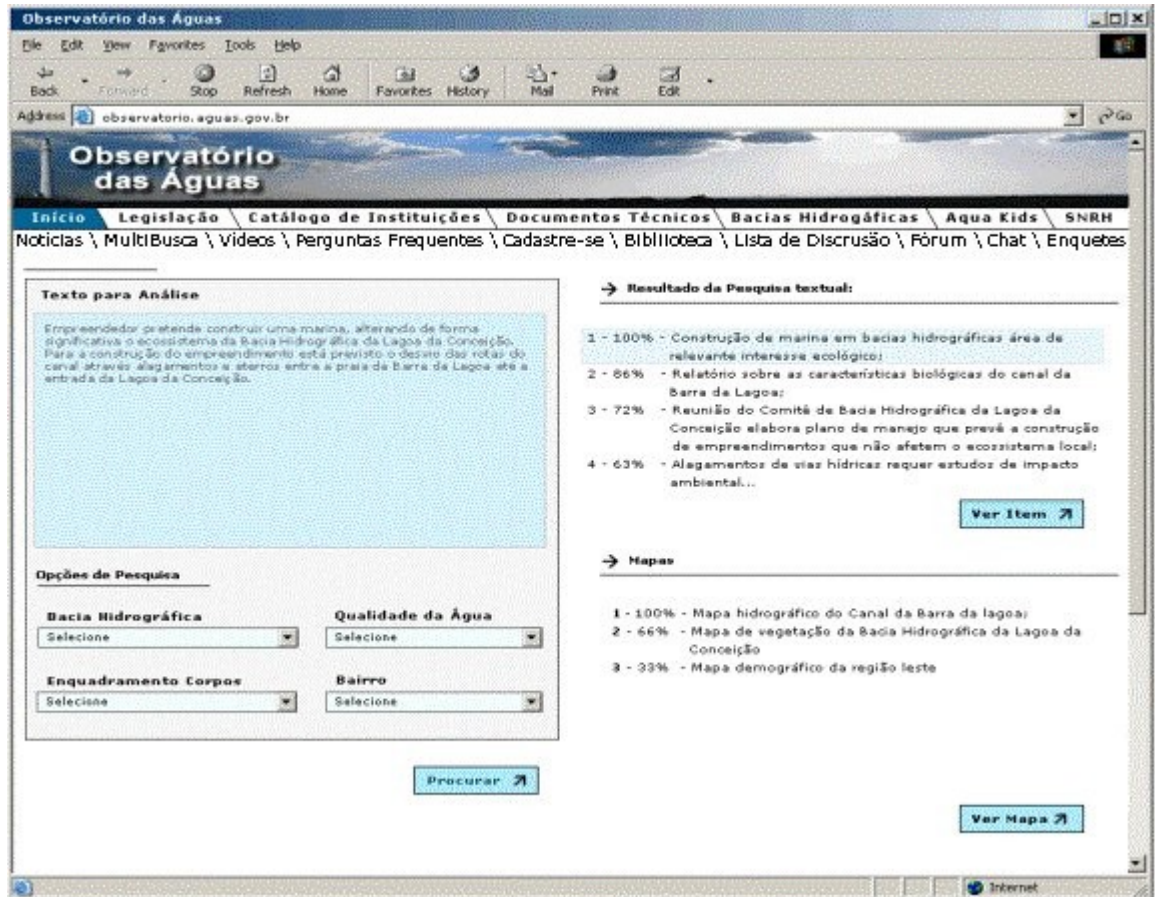 Observatório das Águas
File Edit View Favorites Tools Help
Back Forward Stop Refresh Home Favorites History Mail Print Edit
Address observatorio.aguas.gov.br Go
Observatório
das Águas
Início \ Legislação \ Catálogo de Instituições \ Documentos Técnicos \ Bacias Hidrogáficas \ Aqua Kids \ SNRH
Noticias \ MultiBusca \ Videos \ Perguntas Frequentes \ Cadastre-se \ Bibllioteca \ Lista de Discrusão \ Fórum \ Chat \ Enquetes
Texto para Análise
Empreendedor pretende construir uma marina, alterando de forma
significativa o ecossistema da Bacia Hidrográfica da Lagoa da Conceição.
Para a construção do empreendimento está previsto o desvio das rotas do
canal através alagamentos e aterros entre a praia da Barra da Lagoa até a
entrada da Lagoa da Conceição.
Opções de Pesquisa
Bacia Hidrográfica Qualidade da Água
Selecione Selecione
Enquadramento Corpos Bairro
Selecione Selecione
Procurar
Resultado da Pesquisa textual:
1 - 100% - Construção de marina em bacias hidrográficas área de
relevante interesse ecológico;
2 - 86% - Relatório sobre as características biológicas do canal da
Barra da Lagoa;
3 - 72% - Reunião do Comitê de Bacia Hidrográfica da Lagoa da
Conceição elabora plano de manejo que prevê a construção
de empreendimentos que não afetem o ecossistema local;
4 - 63% - Alagamentos de vias hídricas requer estudos de impacto
ambiental...
Ver Item
Mapas
1 - 100% - Mapa hidrográfico do Canal da Barra da lagoa;
2 - 66% - Mapa de vegetação da Bacia Hidrográfica da Lagoa da
Conceição
3 - 33% - Mapa demográfico da região leste
Ver Mapa
Internet